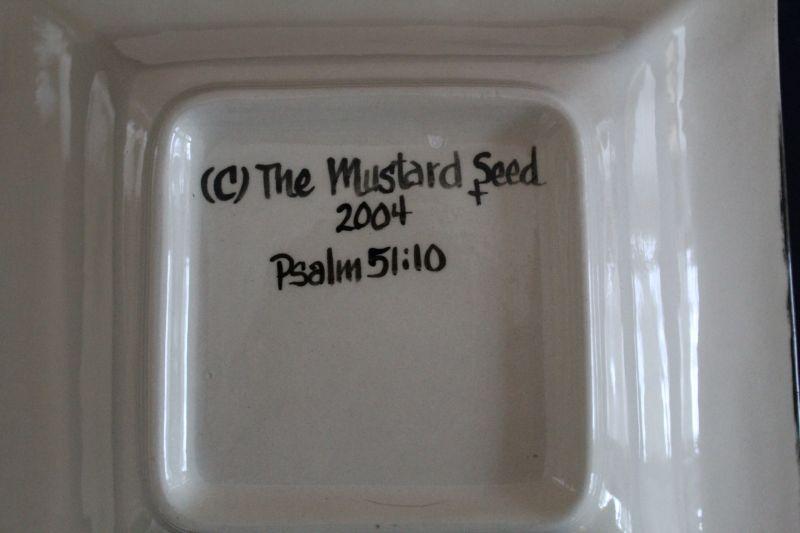 (C) The Mustard Seed
2004
Psalm 51:10